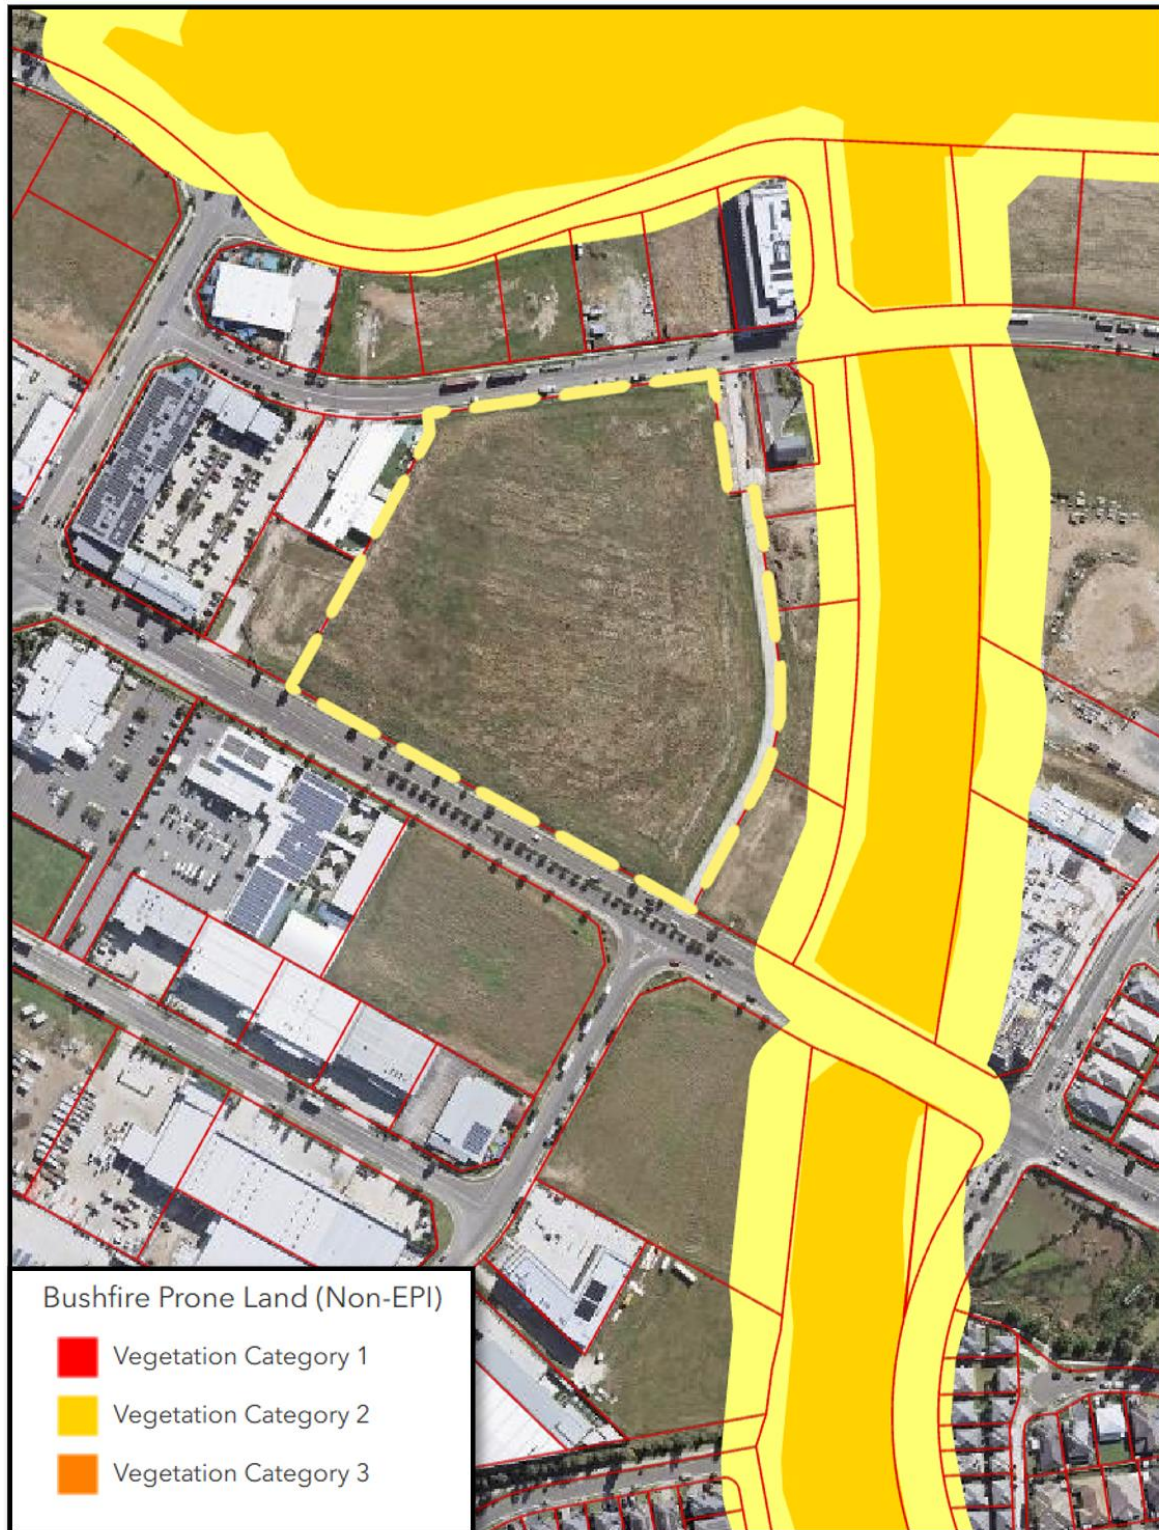 Bushfire Prone Land (Non-EPI)
Vegetation Category 1
Vegetation Category 2
Vegetation Category 3